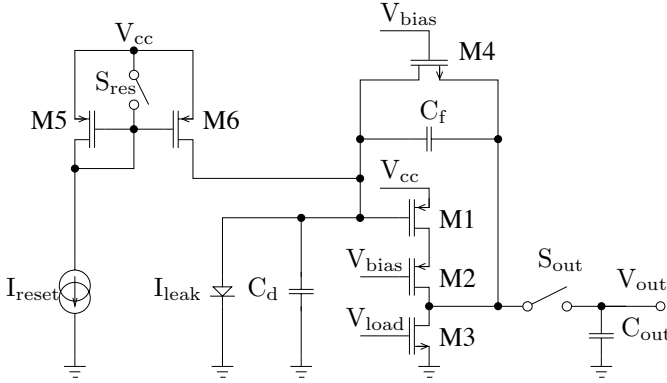 V_bias
V_cc
M4
S_res
M5
M6
C_f
V_cc
M1
V_bias
M2
S_out
V_out
I_reset
I_leak
C_d
V_load
M3
C_out